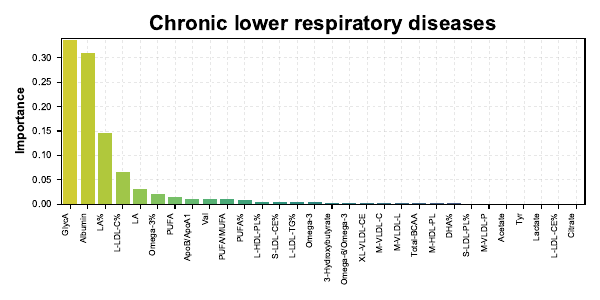 Chronic lower respiratory diseases
Importance
0.30
0.25
0.20
0.15
0.10
0.05
0.00
GlycA
Albumin
LA%
L-LDL-C%
LA
Omega-3%
PUFA
ApoB/ApoA1
Val
PUFA/MUFA
PUFA%
L-HDL-PL%
S-LDL-CE%
L-LDL-TG%
Omega-3
3-Hydroxybutyrate
Omega-6/Omega-3
XL-VLDL-CE
M-VLDL-C
M-VLDL-L
Total-BCAA
M-HDL-PL
DHA%
S-LDL-PL%
M-VLDL-P
Acetate
Tyr
Lactate
L-LDL-CE%
Citrate